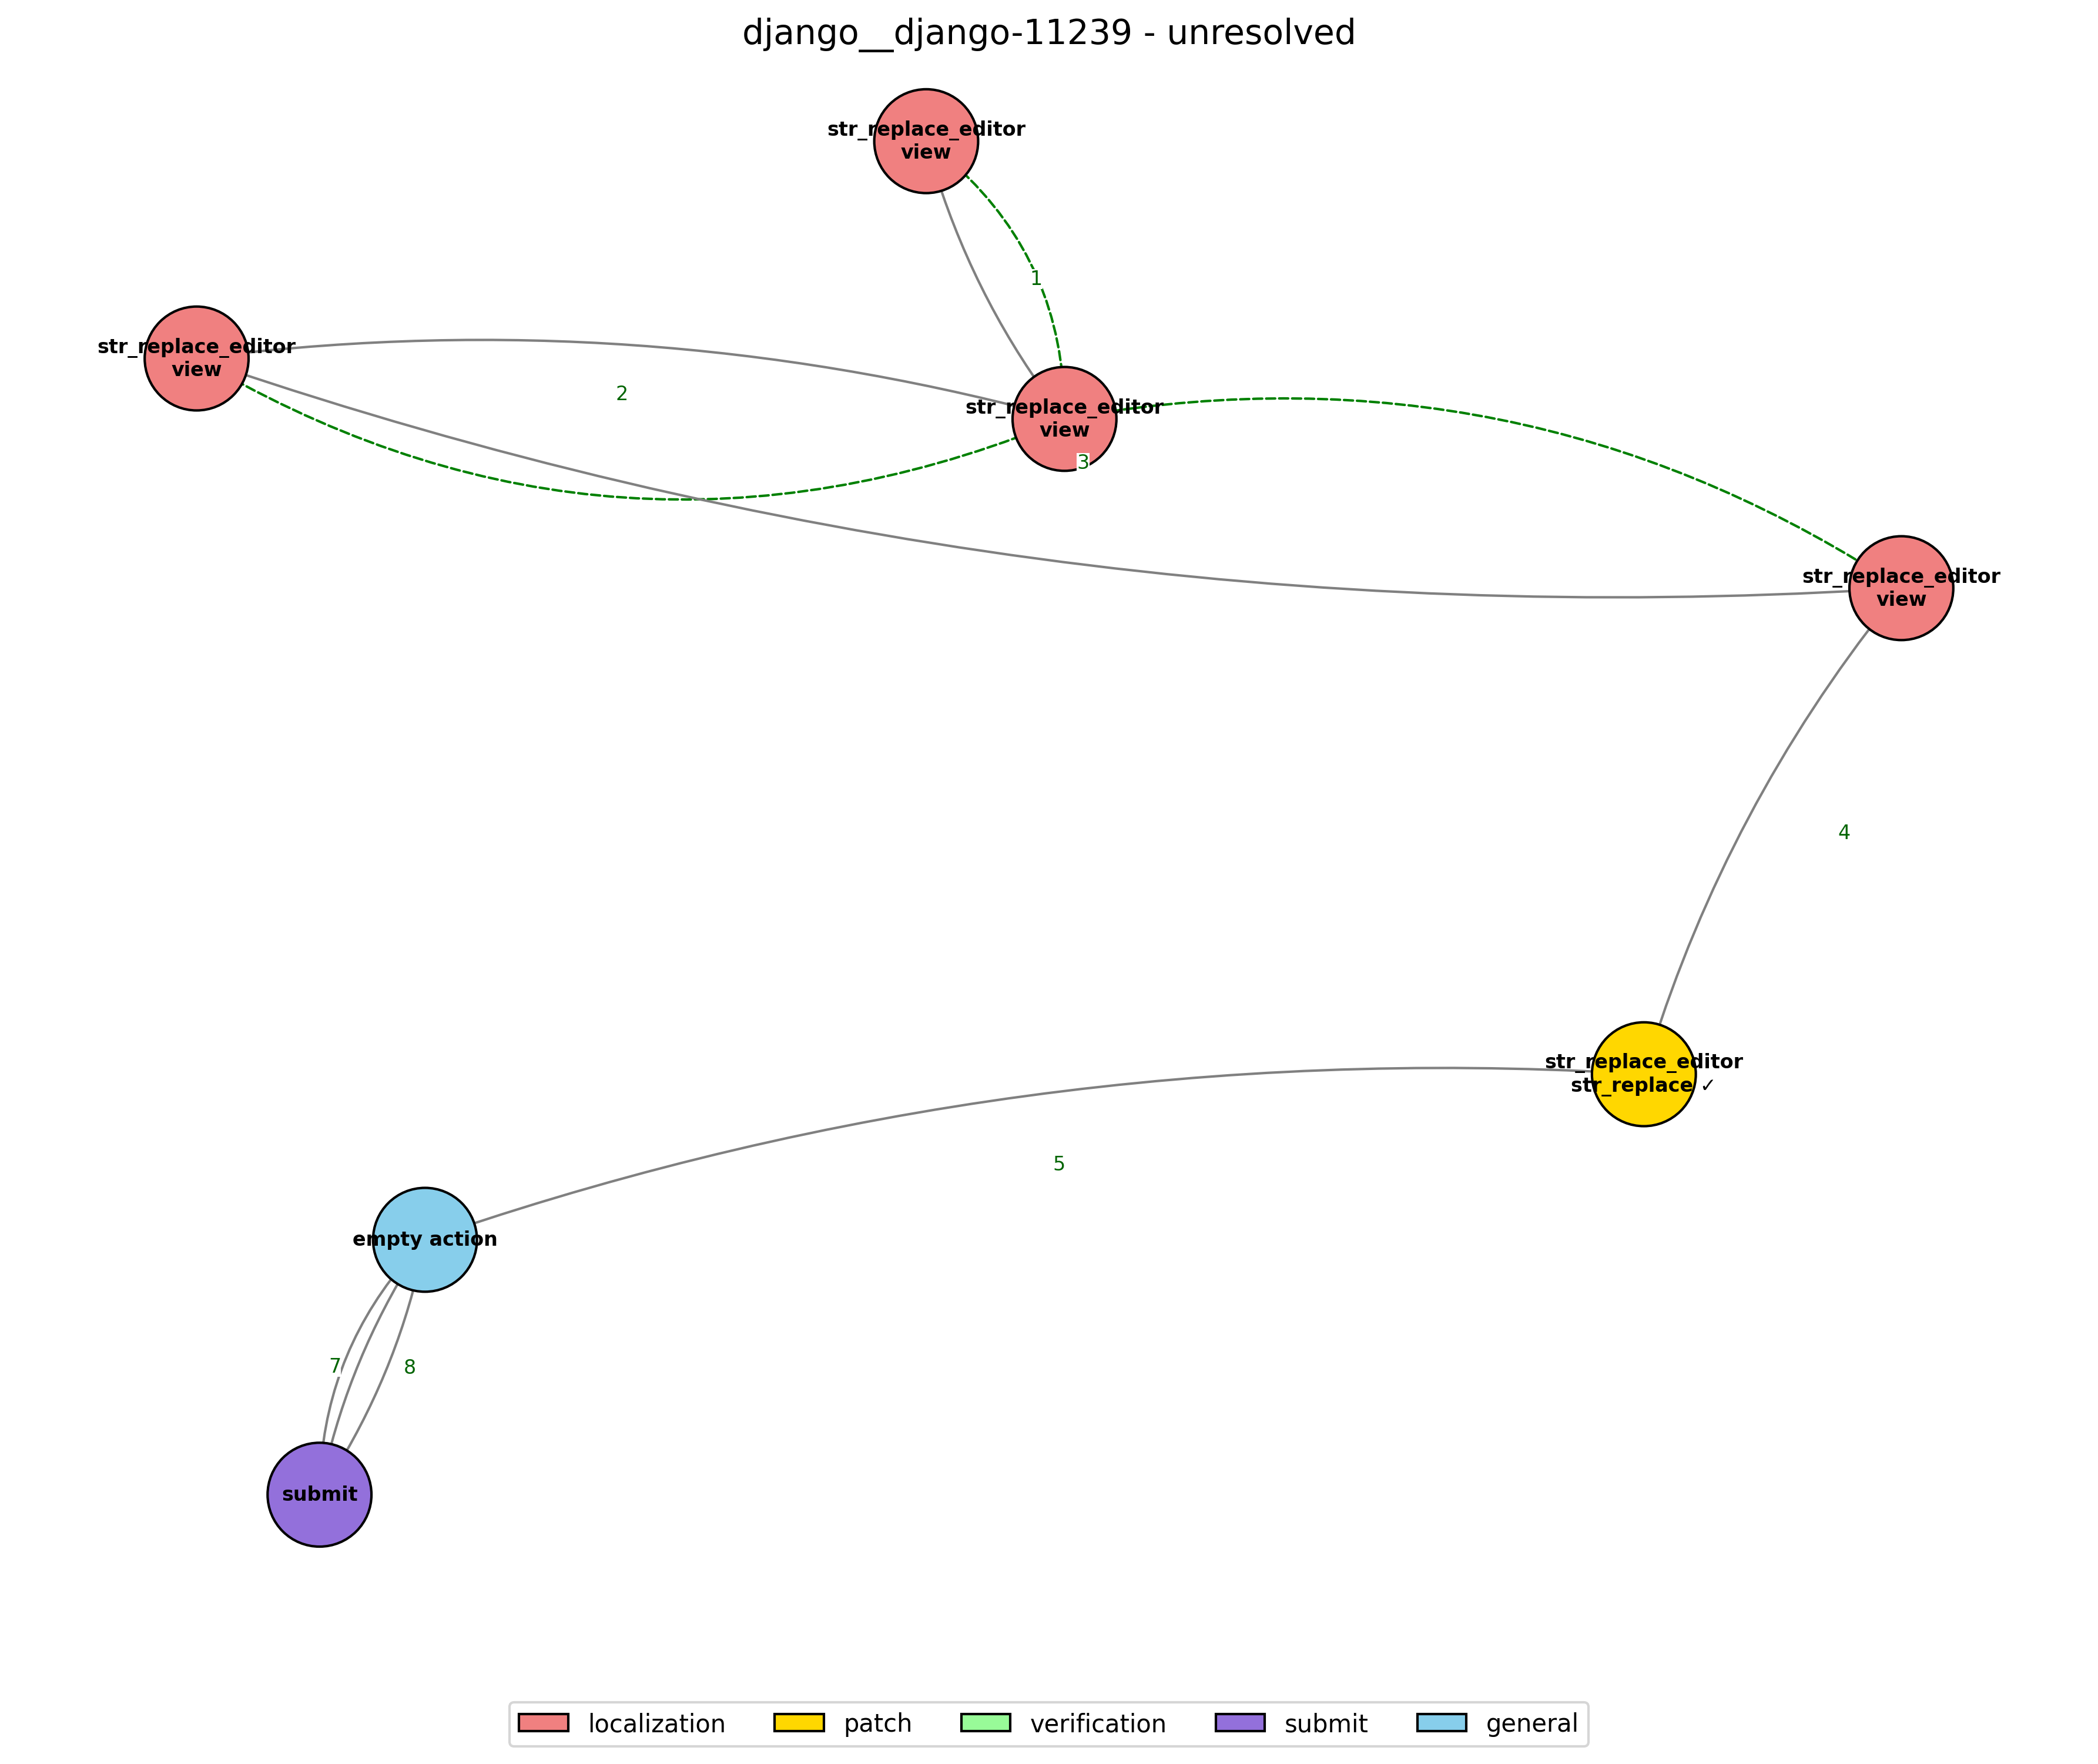 django__django-11239 - unresolved
str_replace_editor
view
1
str_replace_editor
view
2
str_replace_editor
view
3
str_replace_editor
view
4
str_replace_editor
str_replace ✓
5
empty action
7
8
submit
localization
patch
verification
submit
general